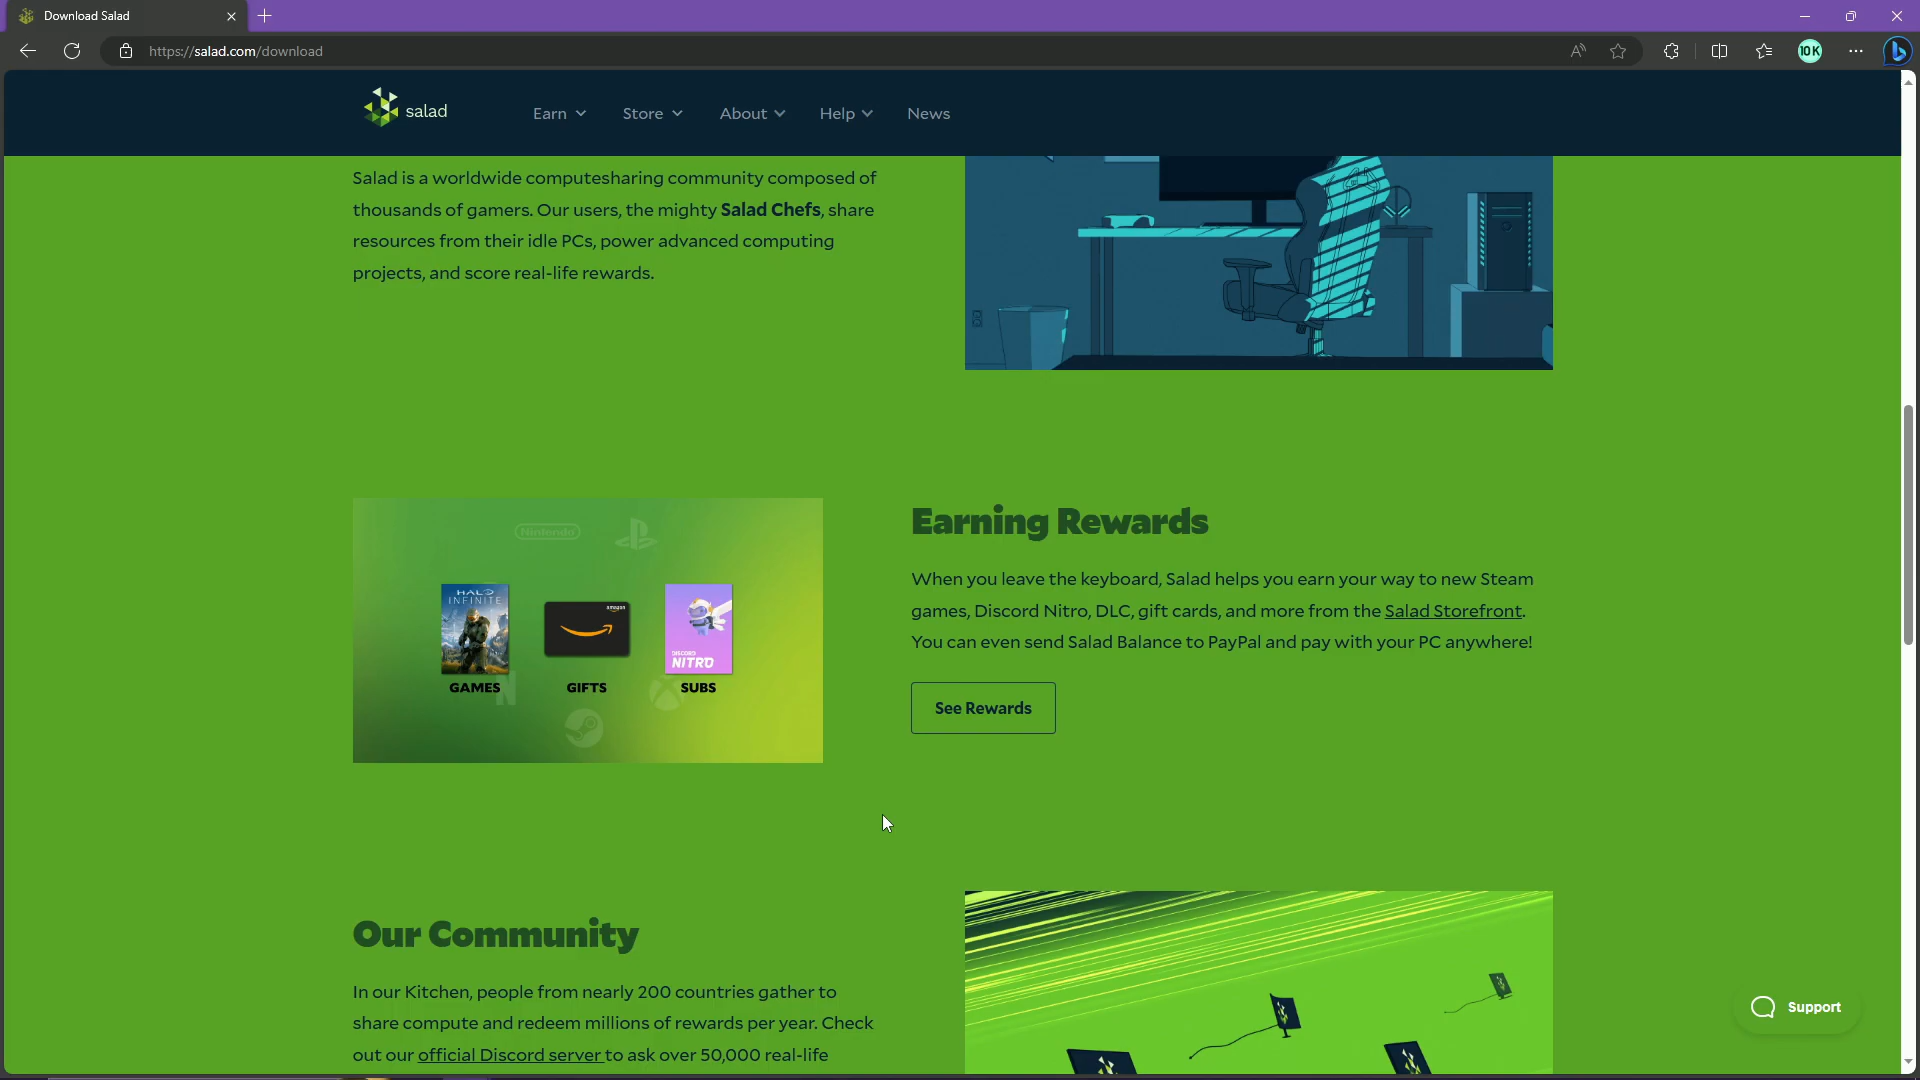 Download Salad
https://salad.com/download
10K
salad
Earn
Store
About
Help
News
Salad is a worldwide computesharing community composed of
thousands of gamers. Our users, the mighty Salad Chefs, share
resources from their idle PCs, power advanced computing
projects, and score real-life rewards.
Nintendo
HALO
INFINITE
amazon
DISCORD
NITRO
GAMES
GIFTS
SUBS
Earning Rewards
When you leave the keyboard, Salad helps you earn your way to new Steam
games, Discord Nitro, DLC, gift cards, and more from the Salad Storefront.
You can even send Salad Balance to PayPal and pay with your PC anywhere!
See Rewards
Our Community
In our Kitchen, people from nearly 200 countries gather to
share compute and redeem millions of rewards per year. Check
out our official Discord server to ask over 50,000 real-life
Support